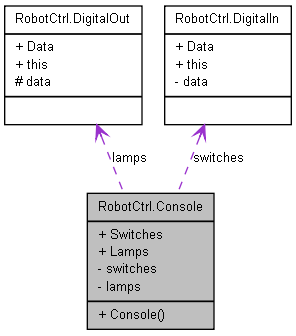 RobotCtrl.DigitalOut
+ Data
+ this
# data
RobotCtrl.DigitalIn
+ Data
+ this
- data
lamps
switches
RobotCtrl.Console
+ Switches
+ Lamps
- switches
- lamps
+ Console()